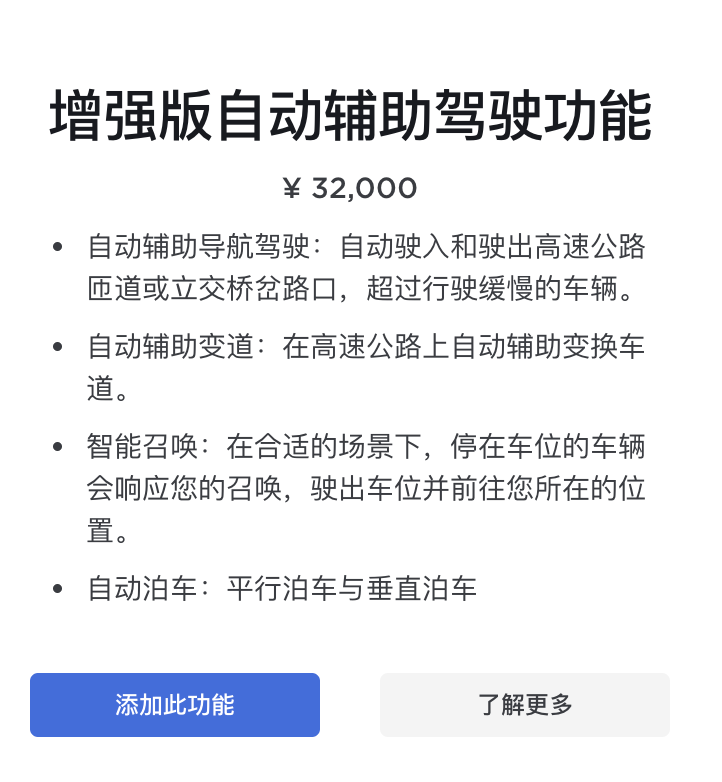 增强版自动辅助驾驶功能
¥ 32,000
• 自动辅助导航驾驶：自动驶入和驶出高速公路
匝道或立交桥岔路口，超过行驶缓慢的车辆。
• 自动辅助变道：在高速公路上自动辅助变换车
道。
• 智能召唤：在合适的场景下，停在车位的车辆
会响应您的召唤，驶出车位并前往您所在的位
置。
• 自动泊车：平行泊车与垂直泊车
添加此功能
了解更多